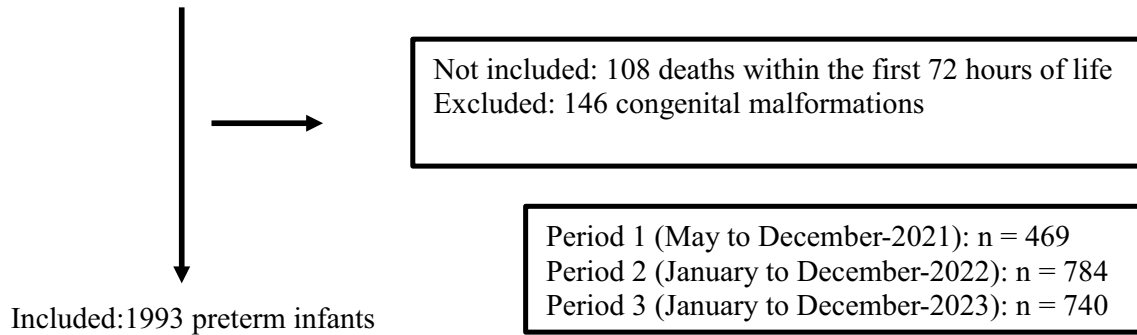 Not included: 108 deaths within the first 72 hours of life
Excluded: 146 congenital malformations
Period 1 (May to December-2021): n = 469
Period 2 (January to December-2022): n = 784
Period 3 (January to December-2023): n = 740
Included:1993 preterm infants